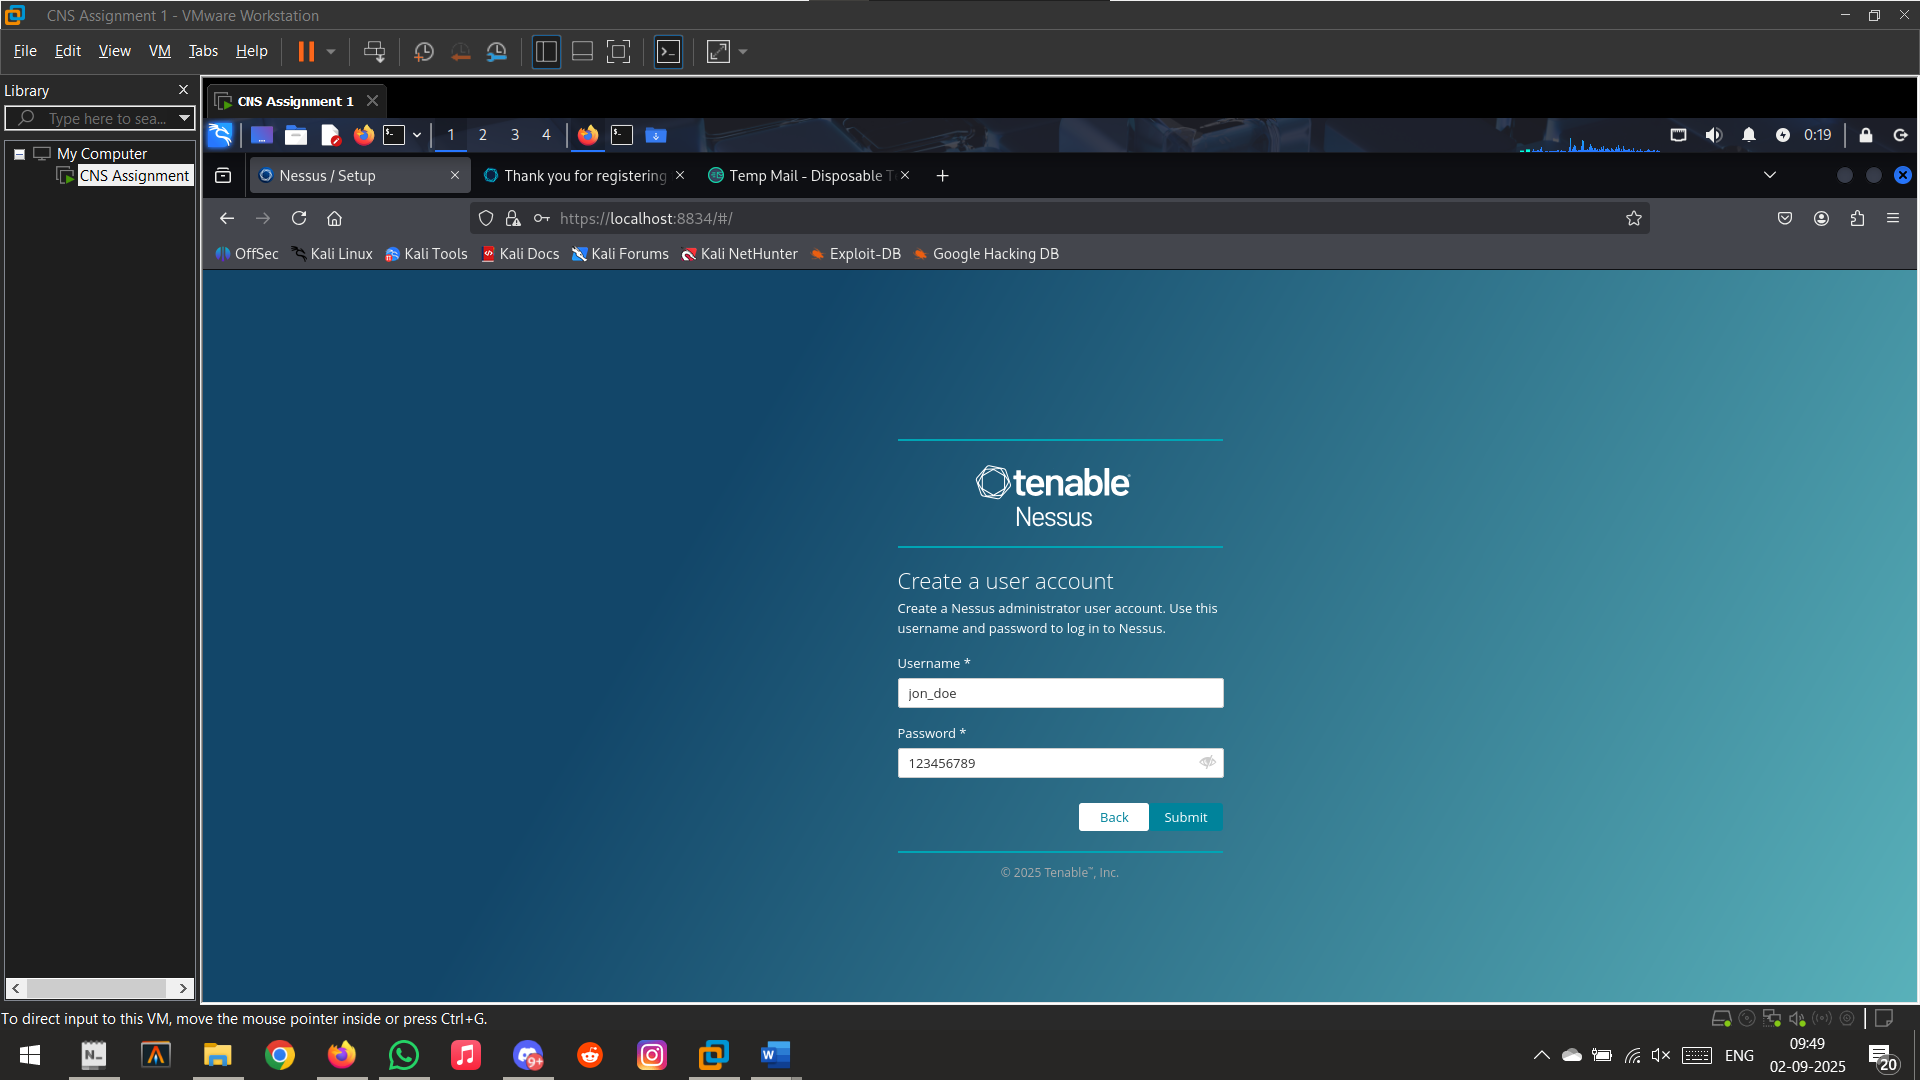 CNS Assignment 1 - VMware Workstation
File Edit View VM Tabs Help
Library
Type here to sea...
My Computer
CNS Assignment
CNS Assignment 1
1 2 3 4
0:19
Nessus / Setup
Thank you for registering
Temp Mail - Disposable T
https://localhost:8834/#/
OffSec
Kali Linux
Kali Tools
Kali Docs
Kali Forums
Kali NetHunter
Exploit-DB
Google Hacking DB
tenable
Nessus
Create a user account
Create a Nessus administrator user account. Use this
username and password to log in to Nessus.
Username *
jon_doe
Password *
123456789
Back
Submit
© 2025 Tenable™, Inc.
To direct input to this VM, move the mouse pointer inside or press Ctrl+G.
N_
9+
W
ENG
09:49
02-09-2025
20